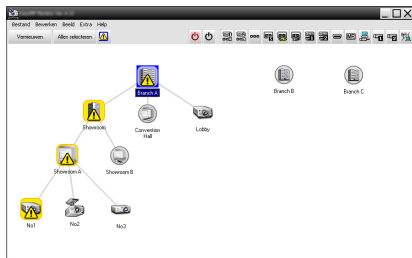 Bestand Bewerken Beeld Extra Help
Vernieuwen Alles selecteren
Branch A
Branch B
Branch C
Showroom
Convention
Hall
Lobby
Showroom A
Showroom B
No1
No2
No3